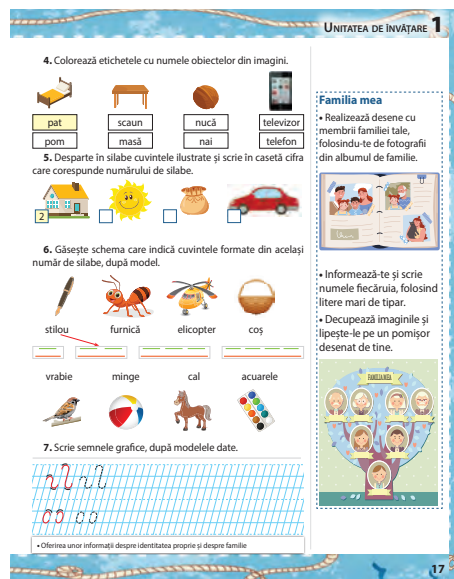 UNITATEA DE ÎNVĂȚARE 1
4. Colorează etichetele cu numele obiectelor din imagini.
pat scaun nucă televizor
pom masă nai telefon
5. Desparte în silabe cuvintele ilustrate și scrie în casetă cifra
care corespunde numărului de silabe.
2
6. Găsește schema care indică cuvintele formate din același
număr de silabe, după model.
stilou furnică elicopter coș
vrabie minge cal acuarele
7. Scrie semnele grafice, după modelele date.
• Oferirea unor informații despre identitatea proprie și despre familie
Familia mea
• Realizează desene cu
membrii familiei tale,
folosindu-te de fotografii
din albumul de familie.
• Informează-te și scrie
numele fiecăruia, folosind
litere mari de tipar.
• Decupează imaginile și
lipește-le pe un pomișor
desenat de tine.
FAMILIA MEA
17